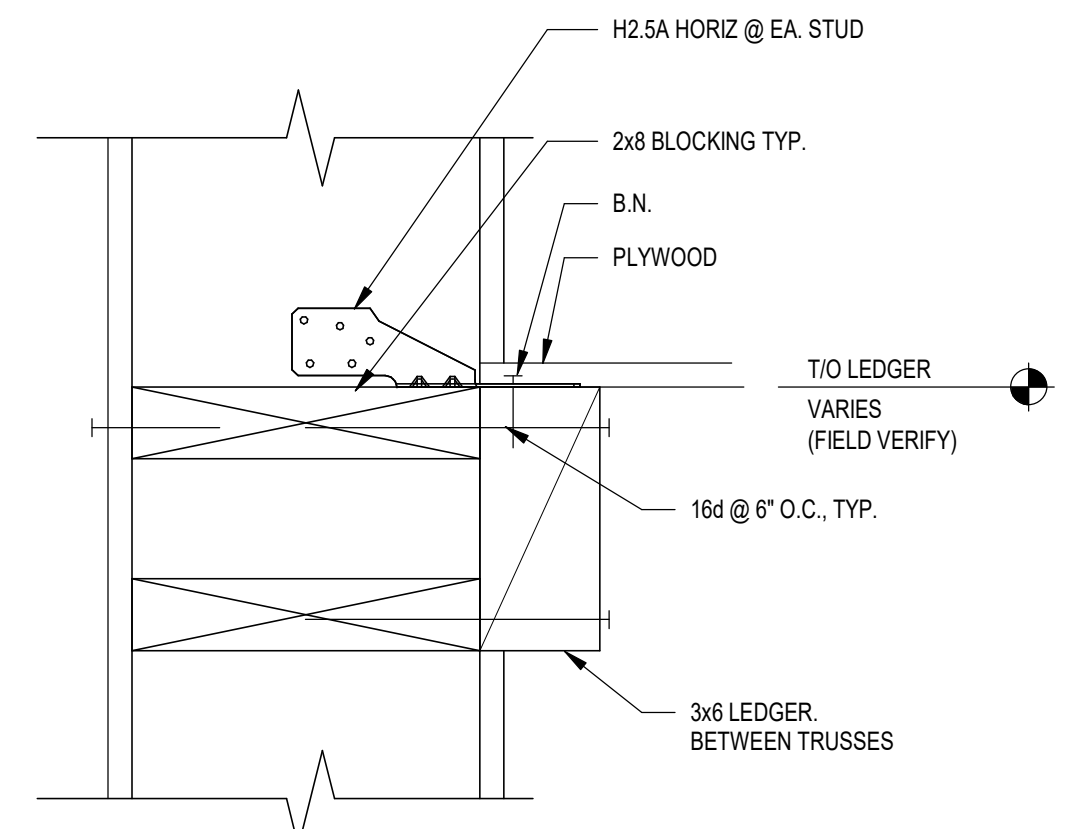 H2.5A HORIZ @ EA. STUD
2x8 BLOCKING TYP.
B.N.
PLYWOOD
T/O LEDGER
VARIES
(FIELD VERIFY)
16d @ 6" O.C., TYP.
3x6 LEDGER.
BETWEEN TRUSSES